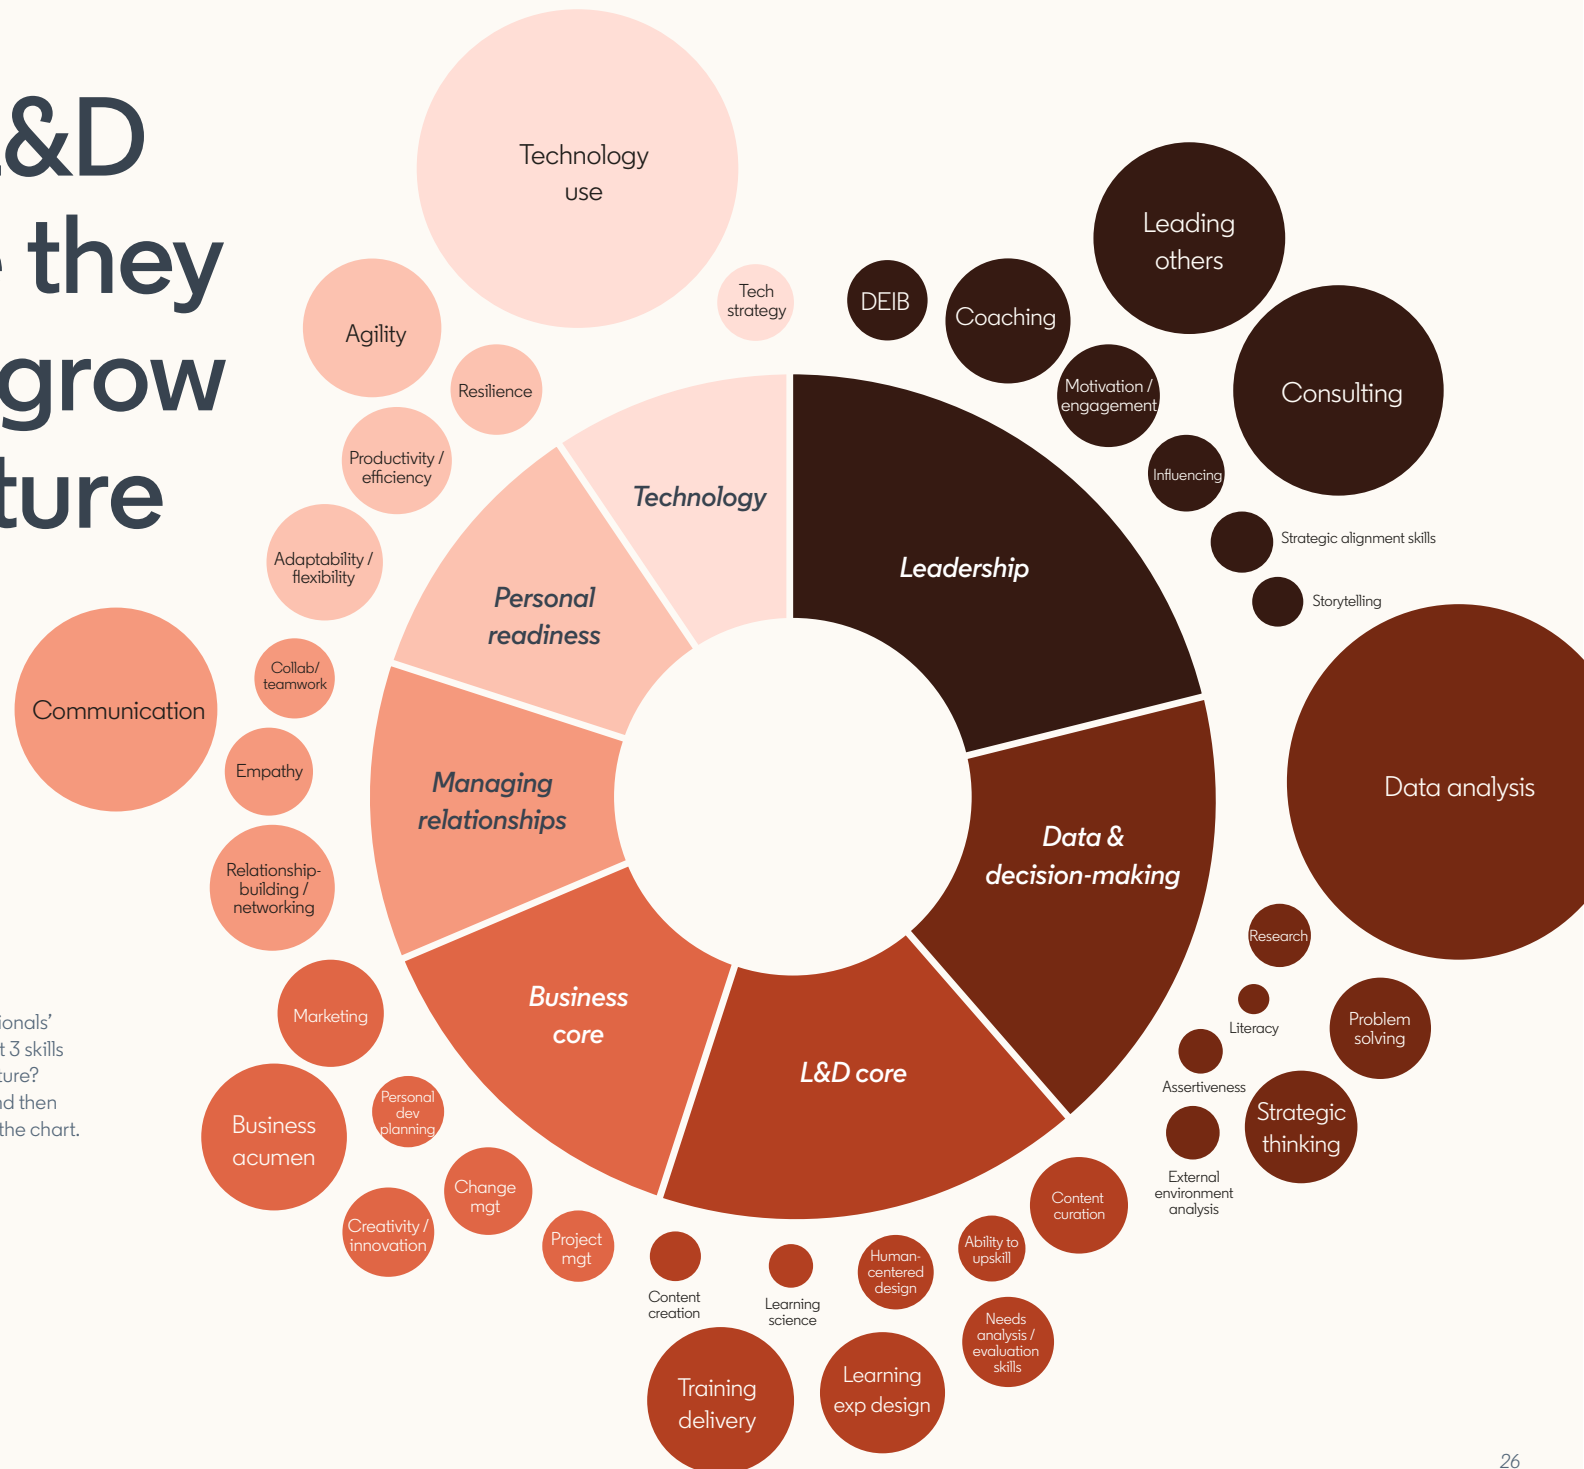 &D
they
grow
ture
Technology
use
Tech
strategy
Agility
Resilience
Productivity /
efficiency
Adaptability /
flexibility
Communication
Collab/
teamwork
Empathy
Relationship-
building /
networking
Marketing
Business
acumen
Personal
dev
planning
Creativity /
innovation
Change
mgt
Project
mgt
DEIB
Coaching
Leading
others
Motivation /
engagement
Consulting
Influencing
Strategic alignment skills
Storytelling
Data analysis
Research
Literacy
Problem
solving
Assertiveness
Strategic
thinking
External
environment
analysis
Content
curation
Ability to
upskill
Human-
centered
design
Needs
analysis /
evaluation
skills
Learning
science
Content
creation
Training
delivery
Learning
exp design
Technology
Leadership
Personal
readiness
Managing
relationships
Data &
decision-making
Business
core
L&D core
ionals'
t 3 skills
ture?
nd then
the chart.
26